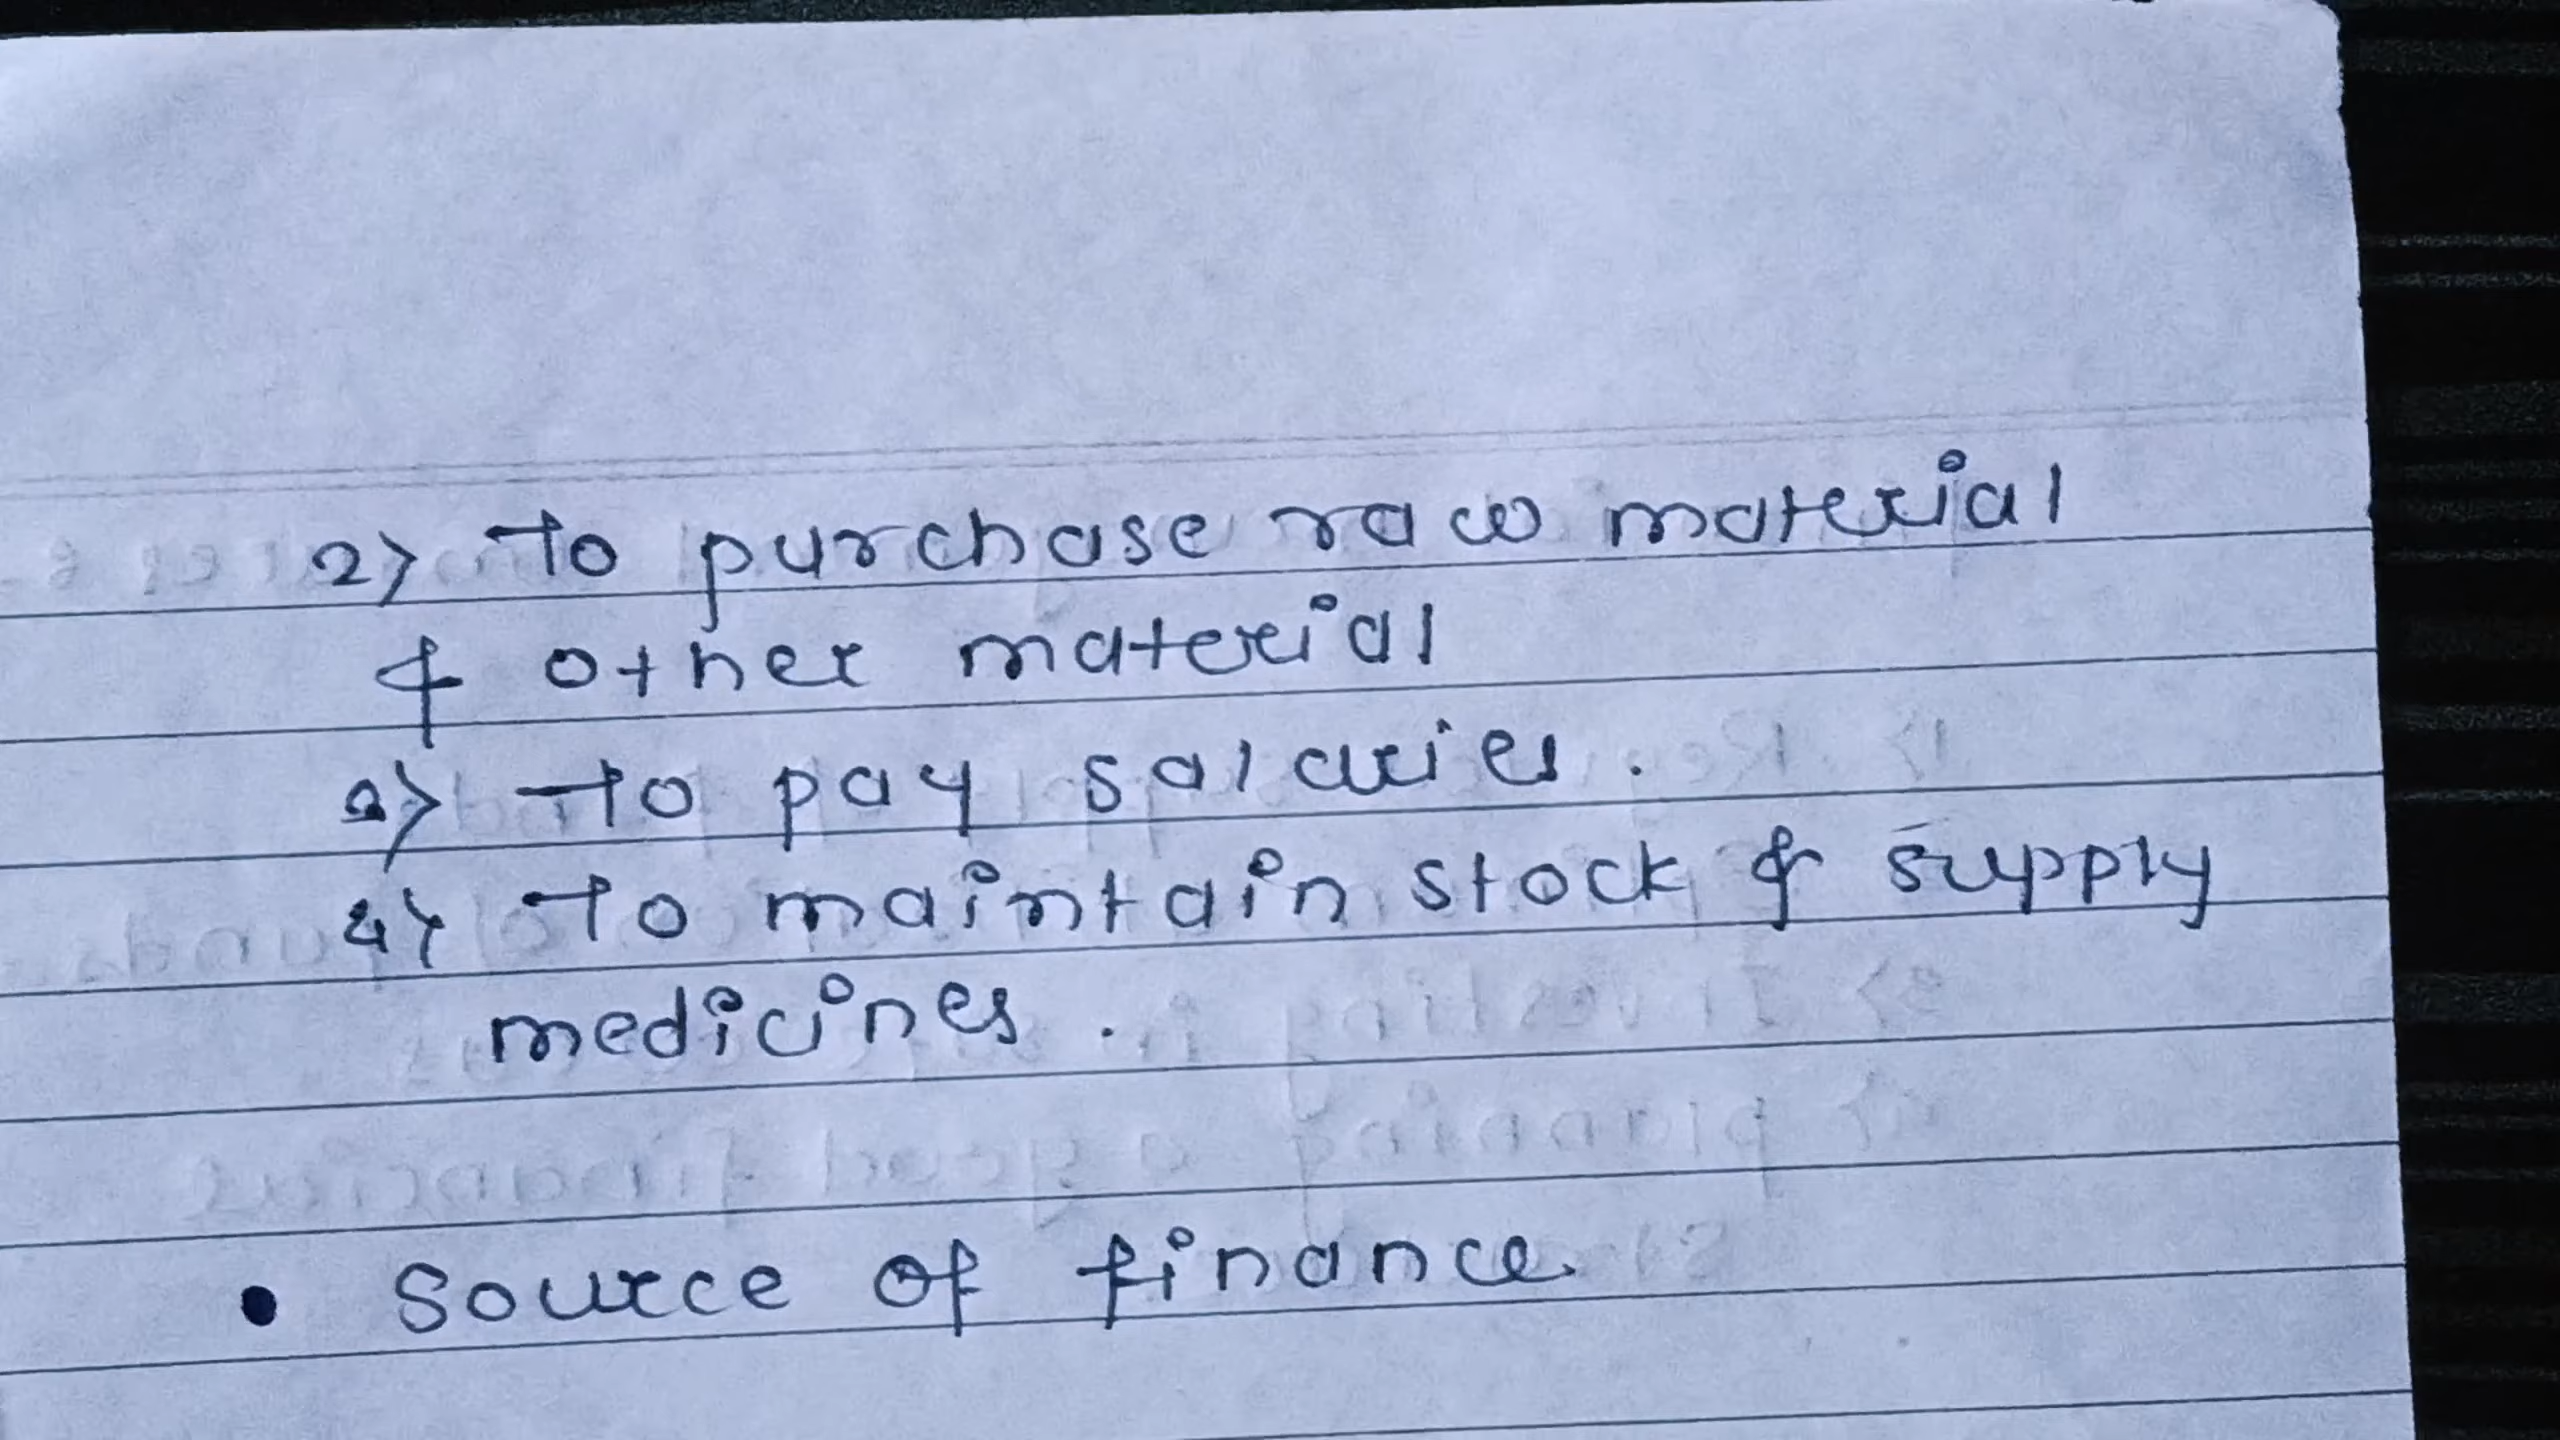 2> To purchase raw material
& other material
3> To pay salaries.
4> To maintain stock & supply
medicines.
• Source of finance.